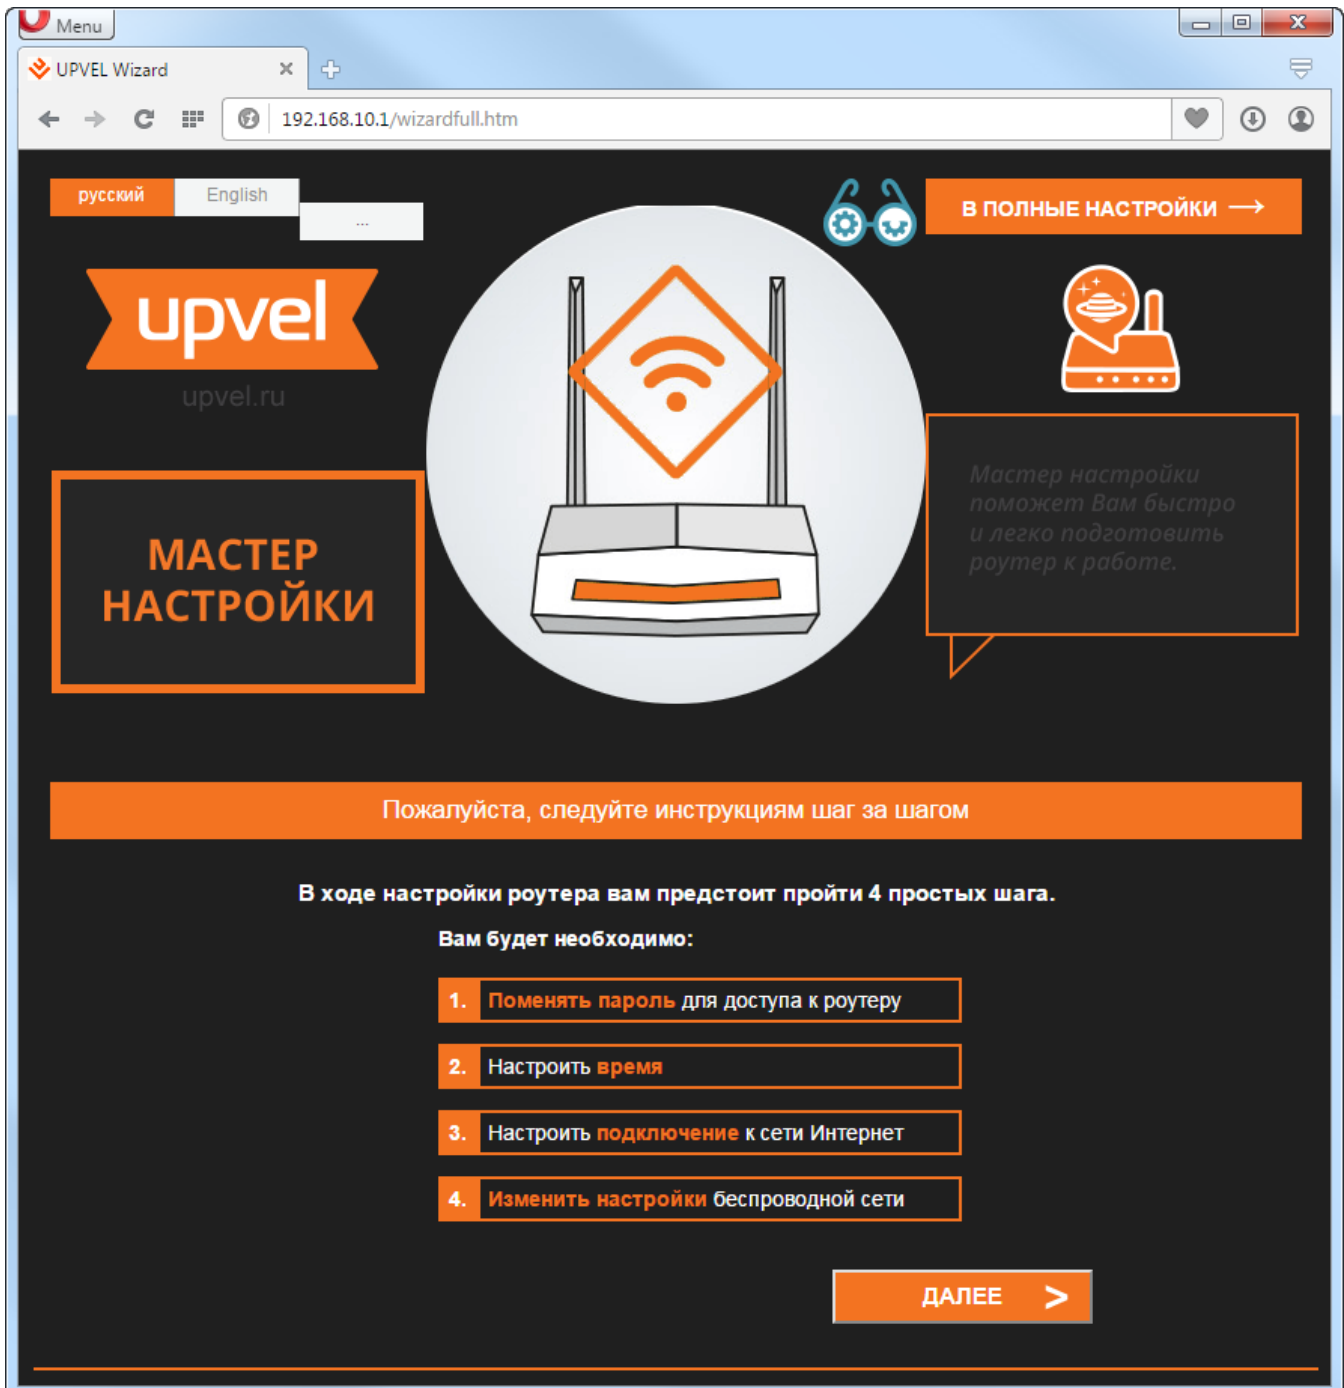 Menu
UPVEL Wizard
192.168.10.1/wizardfull.htm
русский
English
...
В ПОЛНЫЕ НАСТРОЙКИ →
upvel
upvel.ru
МАСТЕР
НАСТРОЙКИ
Мастер настройки
поможет Вам быстро
и легко подготовить
роутер к работе.
Пожалуйста, следуйте инструкциям шаг за шагом
В ходе настройки роутера вам предстоит пройти 4 простых шага.
Вам будет необходимо:
1. Поменять пароль для доступа к роутеру
2. Настроить время
3. Настроить подключение к сети Интернет
4. Изменить настройки беспроводной сети
ДАЛЕЕ >